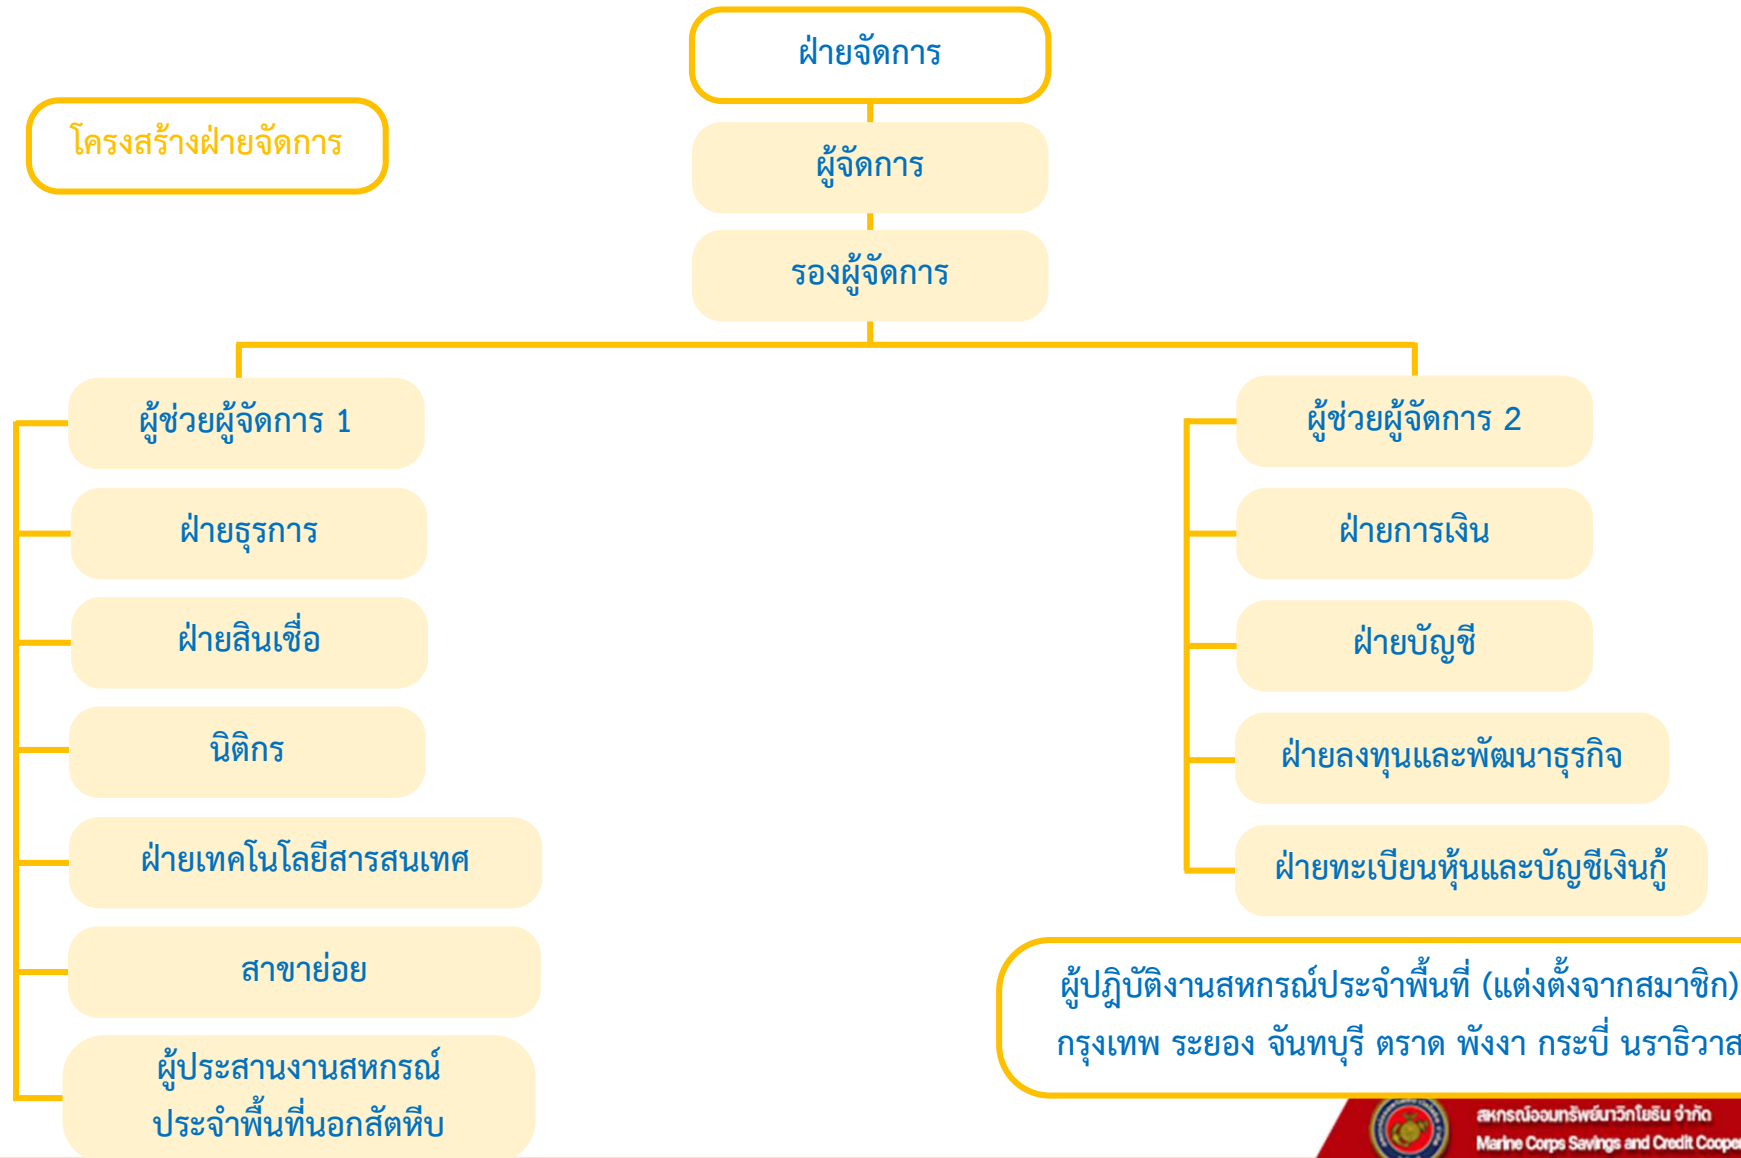 ฝ่ายจัดการ
โครงสร้างฝ่ายจัดการ
ผู้จัดการ
รองผู้จัดการ
ผู้ช่วยผู้จัดการ 1
ฝ่ายธุรการ
ฝ่ายสินเชื่อ
นิติกร
ฝ่ายเทคโนโลยีสารสนเทศ
สาขาย่อย
ผู้ประสานงานสหกรณ์
ประจำพื้นที่นอกสัตหีบ
ผู้ช่วยผู้จัดการ 2
ฝ่ายการเงิน
ฝ่ายบัญชี
ฝ่ายลงทุนและพัฒนาธุรกิจ
ฝ่ายทะเบียนหุ้นและบัญชีเงินกู้
ผู้ปฎิบัติงานสหกรณ์ประจำพื้นที่ (แต่งตั้งจากสมาชิก)
กรุงเทพ ระยอง จันทบุรี ตราด พังงา กระบี่ นราธิวาส
สหกรณ์ออมทรัพย์นาวิกโยธิน จำกัด
Marine Corps Savings and Credit